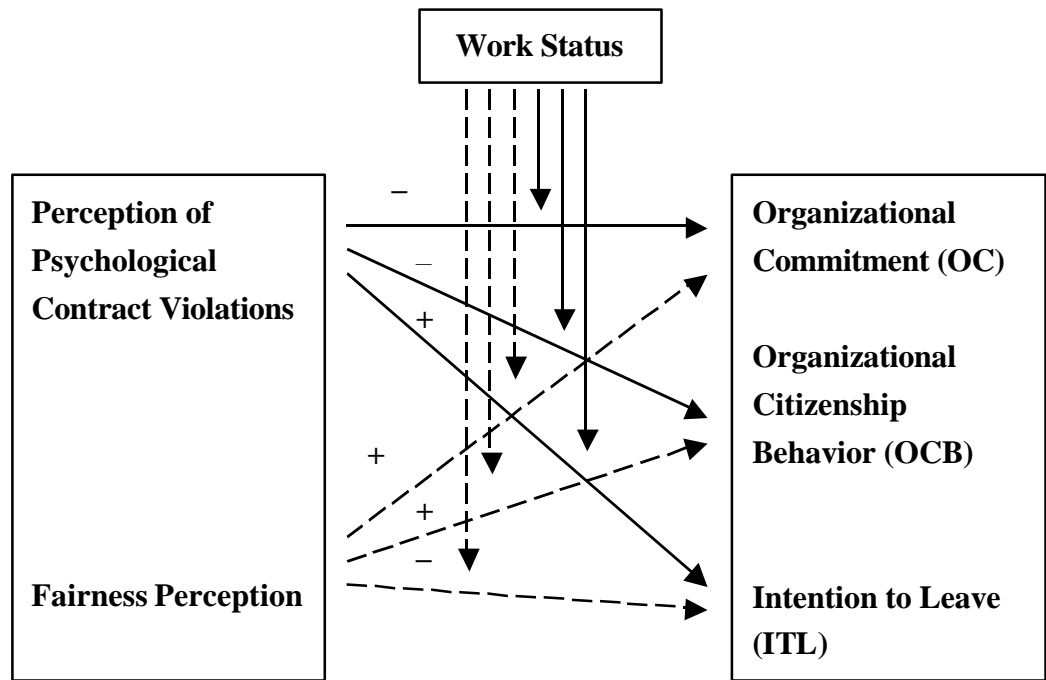 Work Status
−
Perception of
Psychological
Contract Violations
−
+
Organizational
Commitment (OC)
Organizational
Citizenship
Behavior (OCB)
+
+
−
Fairness Perception
Intention to Leave
(ITL)